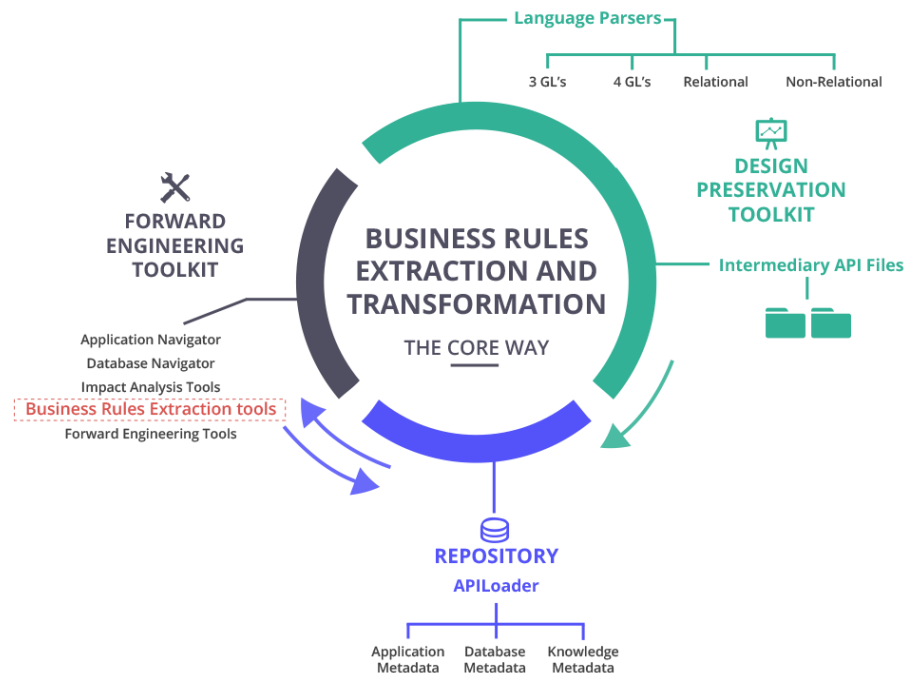 Language Parsers
3 GL's
4 GL's
Relational
Non-Relational
DESIGN
PRESERVATION
TOOLKIT
Intermediary API Files
FORWARD
ENGINEERING
TOOLKIT
Application Navigator
Database Navigator
Impact Analysis Tools
Business Rules Extraction tools
Forward Engineering Tools
BUSINESS RULES
EXTRACTION AND
TRANSFORMATION
THE CORE WAY
REPOSITORY
APILoader
Application
Metadata
Database
Metadata
Knowledge
Metadata